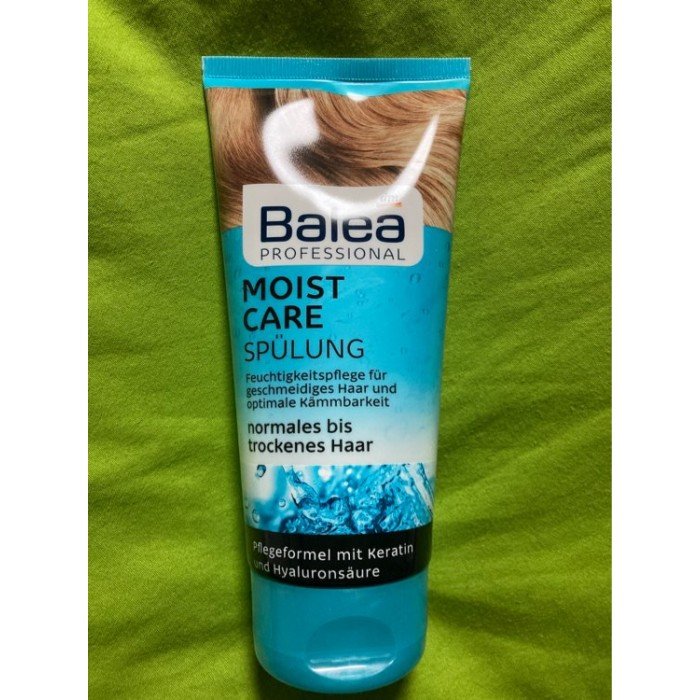 dm
Balea
PROFESSIONAL
MOIST
CARE
SPÜLUNG
Feuchtigkeitspflege für
geschmeidiges Haar und
optimale Kämmbarkeit
normales bis
trockenes Haar
Pflegeformel mit Keratin
und Hyaluronsäure